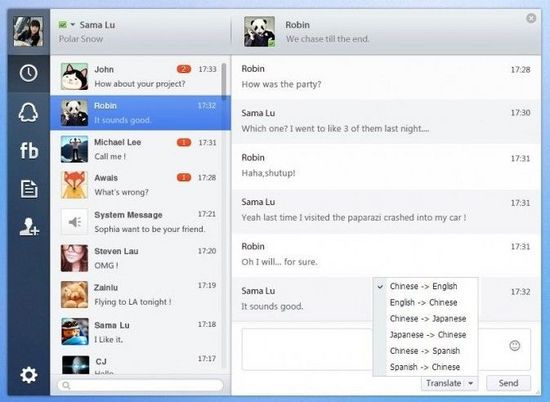 Sama Lu
Polar Snow
Robin
We chase till the end.
fb
John
2
17:33
How about your project?
Robin
17:32
It sounds good.
Michael Lee
1
17:31
Call me !
Awais
1
17:28
What's wrong?
System Message
17:21
Sophia want to be your friend.
Steven Lau
17:20
OMG !
Zainlu
17:19
Flying to LA tonight !
Sama Lu
17:18
I Like it.
CJ
17:17
Hello
Robin
17:28
How was the party?
Sama Lu
17:30
Which one? I went to like 3 of them last night....
Robin
17:31
Haha,shutup!
Sama Lu
17:31
Yeah last time I visited the paparazi crashed into my car !
Robin
17:31
Oh I will... for sure.
Sama Lu
17:32
It sounds good.
Chinese -> English
English -> Chinese
Chinese -> Japanese
Japanese -> Chinese
Chinese -> Spanish
Spanish -> Chinese
Translate
Send